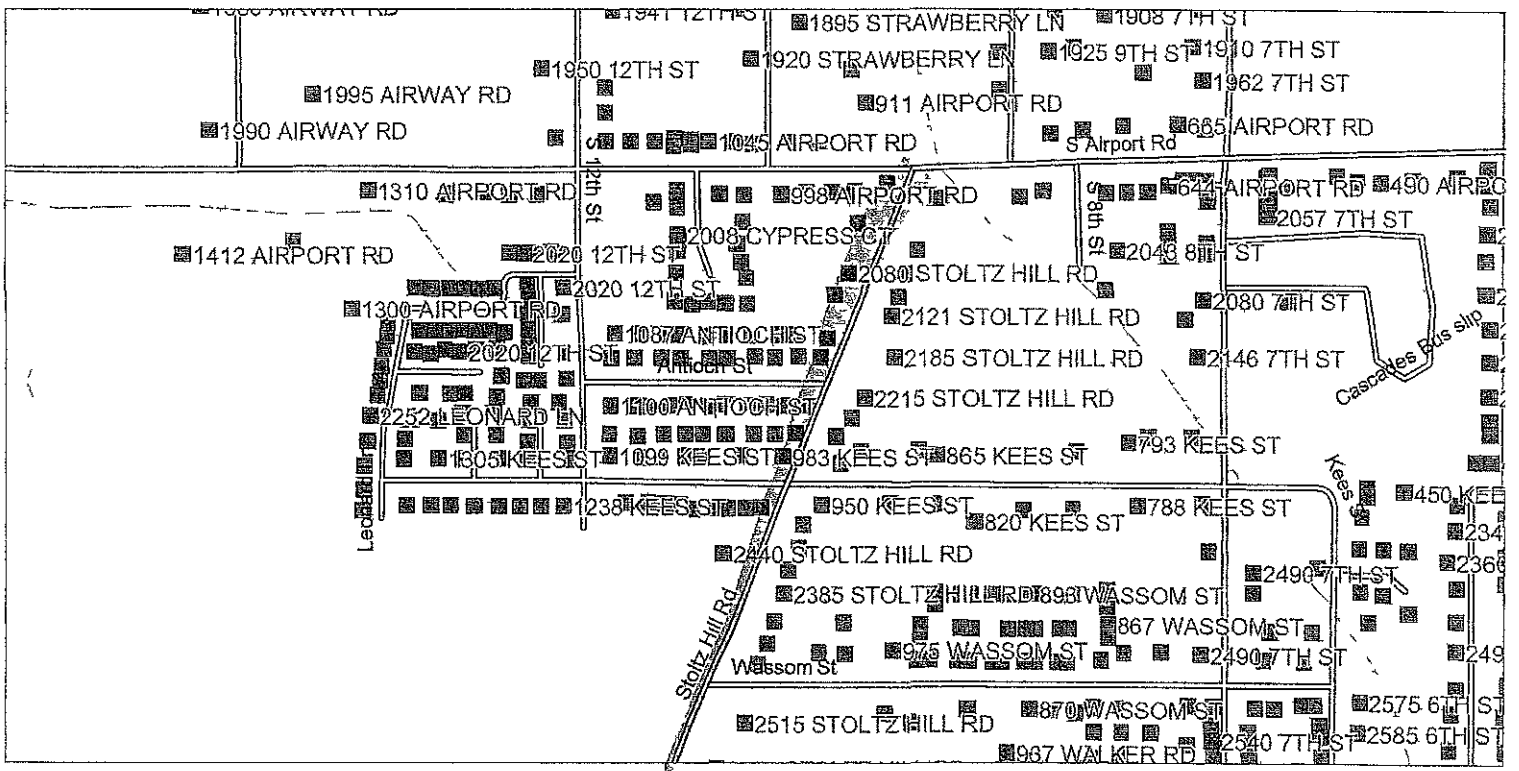 1941 12TH ST
1895 STRAWBERRY LN
1908 7TH ST
1950 12TH ST
1920 STRAWBERRY LN
1925 9TH ST
1910 7TH ST
1995 AIRWAY RD
911 AIRPORT RD
1962 7TH ST
1990 AIRWAY RD
1045 AIRPORT RD
665 AIRPORT RD
S Airport Rd
S 12th St
1310 AIRPORT RD
998 AIRPORT RD
S 8th St
644 AIRPORT RD
490 AIRPO
2057 7TH ST
1412 AIRPORT RD
2020 12TH ST
2008 CYPRESS CT
2043 8TH ST
2020 12TH ST
2080 STOLTZ HILL RD
1300 AIRPORT RD
2080 7TH ST
1087 ANTIOCH ST
2121 STOLTZ HILL RD
2020 12TH ST
Antioch St
2185 STOLTZ HILL RD
2146 7TH ST
Cascades Bus slip
2252 LEONARD LN
1100 ANTIOCH ST
2215 STOLTZ HILL RD
1305 KEES ST
1099 KEES ST
983 KEES ST
865 KEES ST
793 KEES ST
Kees St
450 KEE
1238 KEES ST
950 KEES ST
820 KEES ST
788 KEES ST
234
2440 STOLTZ HILL RD
2366
2490 7TH ST
2385 STOLTZ HILL RD
893 WASSOM ST
Stoltz Hill Rd
867 WASSOM ST
Wassom St
975 WASSOM ST
2490 7TH ST
249
2515 STOLTZ HILL RD
870 WASSOM ST
2575 6TH ST
967 WALKER RD
2540 7TH ST
2585 6TH ST